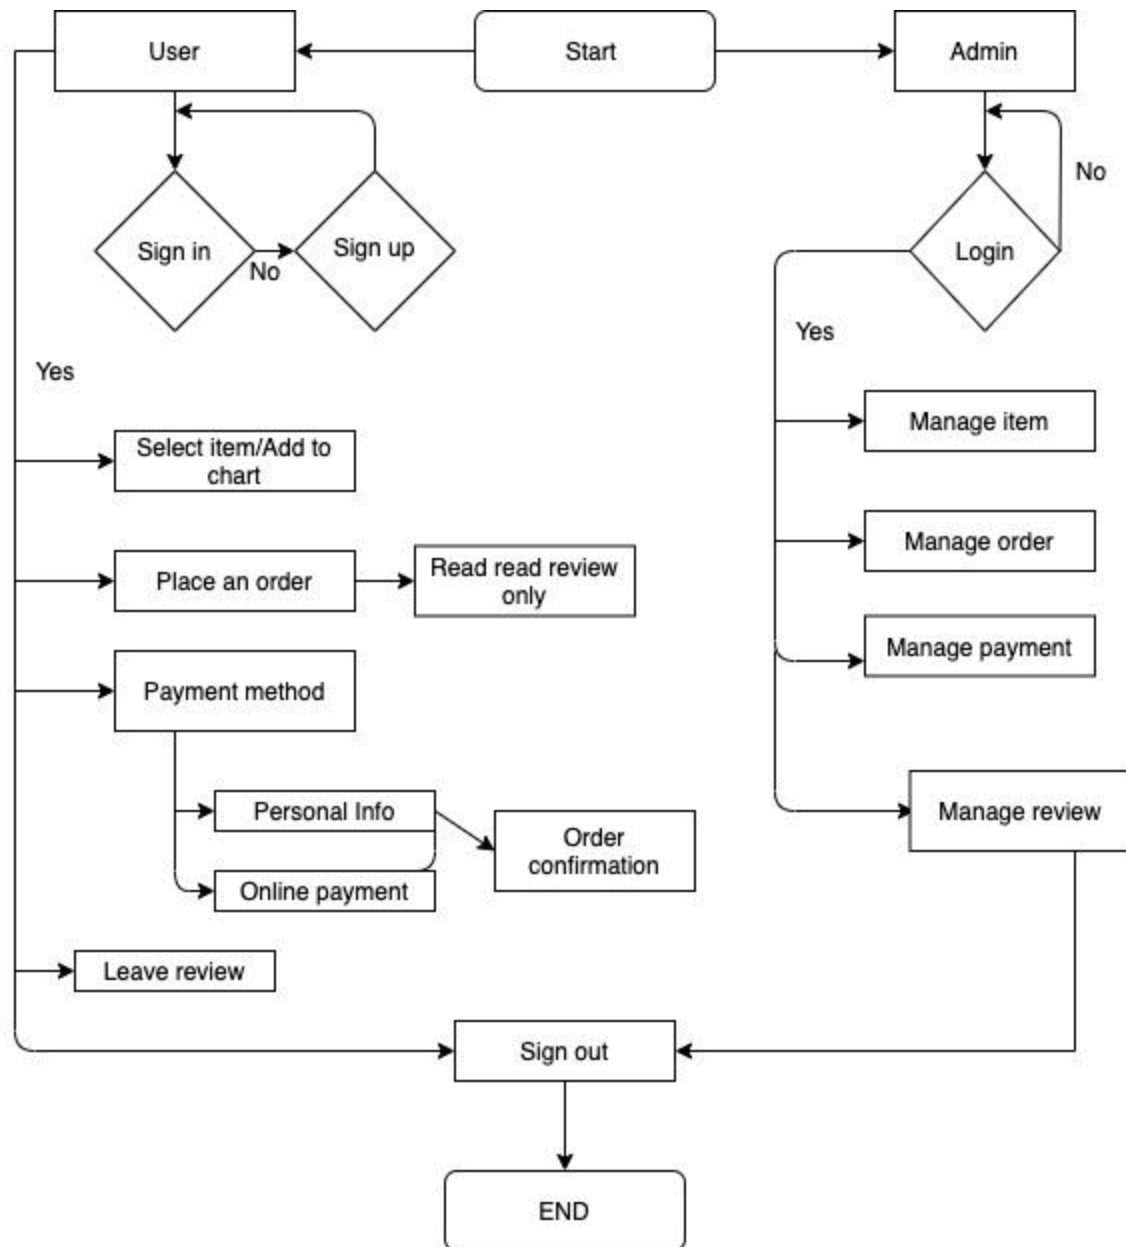 User
Start
Admin
No
Sign in
Sign up
Login
No
Yes
Yes
Select item/Add to
chart
Manage item
Place an order
Read read review
only
Manage order
Manage payment
Payment method
Personal Info
Order
confirmation
Manage review
Online payment
Leave review
Sign out
END